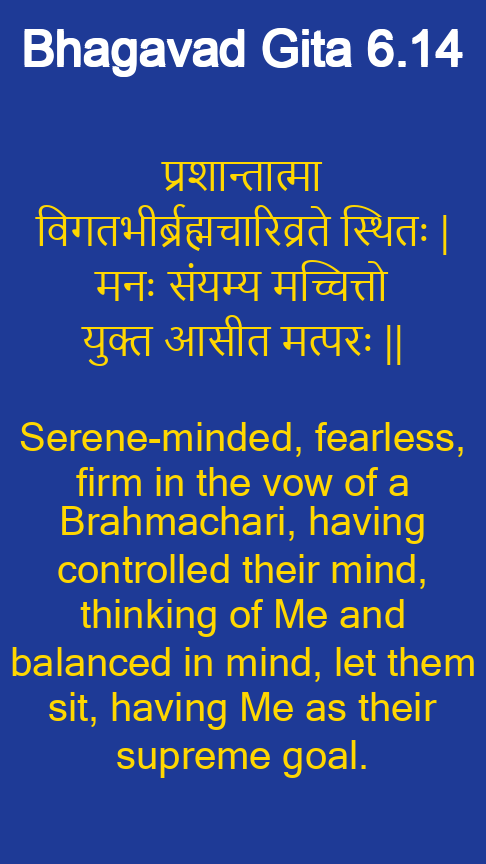 Bhagavad Gita 6.14
प्रशान्तात्मा
विगतभीर्ब्रह्मचारिव्रते स्थितः |
मनः संयम्य मच्चित्तो
युक्त आसीत मत्परः ||
Serene-minded, fearless,
firm in the vow of a
Brahmachari, having
controlled their mind,
thinking of Me and
balanced in mind, let them
sit, having Me as their
supreme goal.